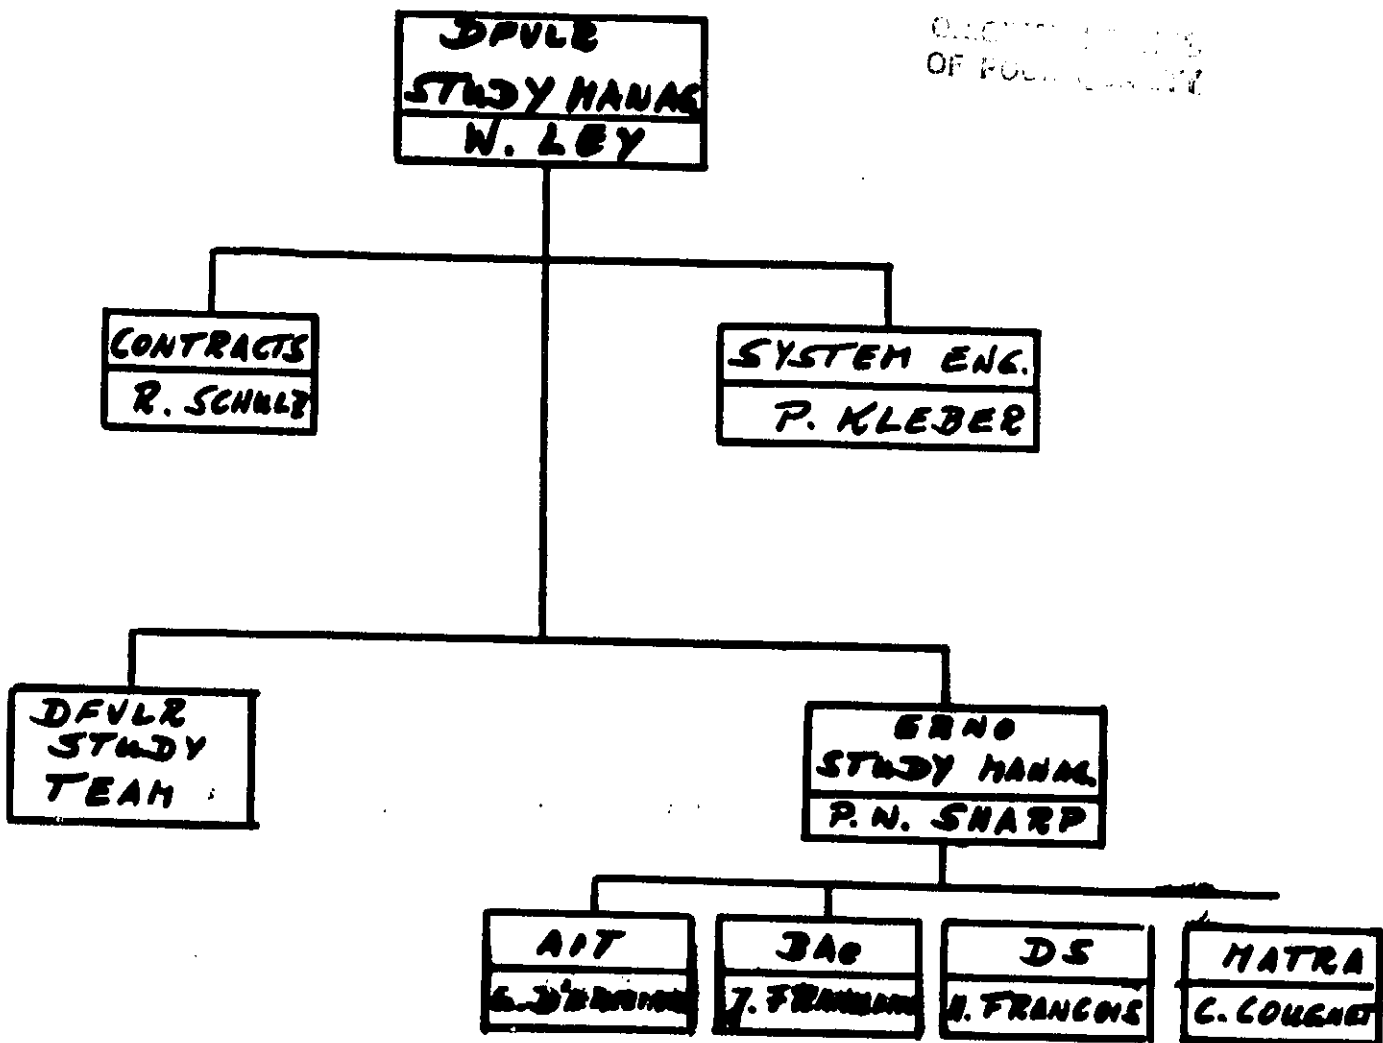 DFVLR
STUDY MANAG
W. LEY
OF POOR
CONTRACTS
R. SCHULZ
SYSTEM ENG.
P. KLEBER
DFVLR
STUDY
TEAM
ERNO
STUDY MANAG.
P. N. SHARP
AIT
BAe
J.
DS
H. FRANCOIS
MATRA
C. COUGNET